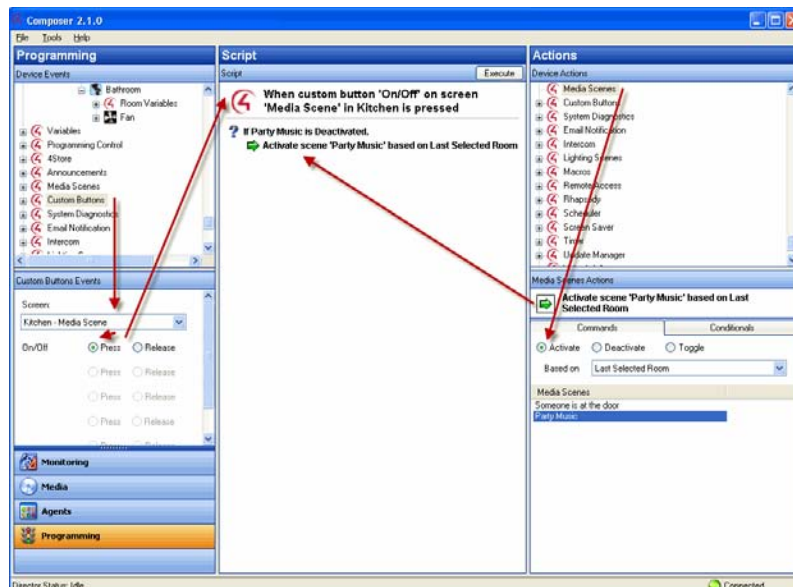 Composer 2.1.0
File Tools Help
Programming
Device Events
Bathroom
Room Variables
Fan
Variables
Programming Control
4Store
Announcements
Media Scenes
Custom Buttons
System Diagnostics
Email Notification
Intercom
Custom Buttons Events
Screen:
Kitchen - Media Scene
On/Off Press Release
Press Release
Press Release
Press Release
Press Release
Monitoring
Media
Agents
Programming
Script
Script Execute
When custom button 'On/Off' on screen
'Media Scene' in Kitchen is pressed
If Party Music is Deactivated.
Activate scene 'Party Music' based on Last Selected Room
Actions
Device Actions
Media Scenes
Custom Buttons
System Diagnostics
Email Notification
Intercom
Lighting Scenes
Macros
Remote Access
Rhapsody
Scheduler
Screen Saver
Timer
Update Manager
Media Scenes Actions
Activate scene 'Party Music' based on Last
Selected Room
Commands Conditionals
Activate Deactivate Toggle
Based on Last Selected Room
Media Scenes
Someone is at the door
Party Music
Director Status: Idle Connected